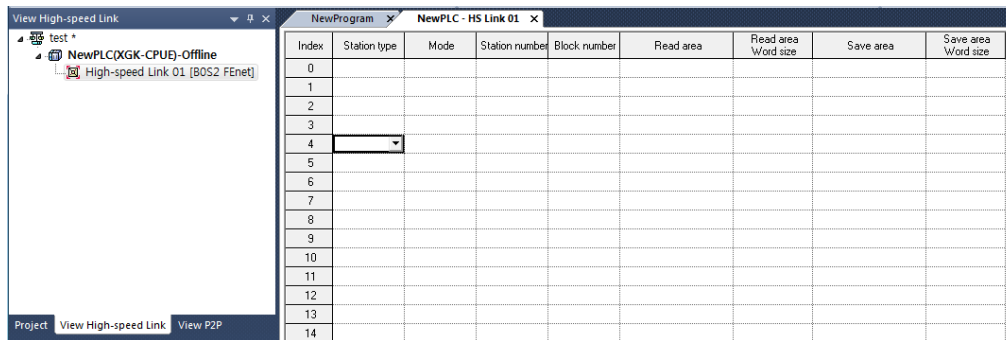 View High-speed Link
test *
NewPLC(XGK-CPUE)-Offline
High-speed Link 01 [B0S2 FEnet]
Project View High-speed Link View P2P
NewProgram NewPLC - HS Link 01
Index Station type Mode Station number Block number Read area Read area Word size Save area Save area Word size
0
1
2
3
4
5
6
7
8
9
10
11
12
13
14